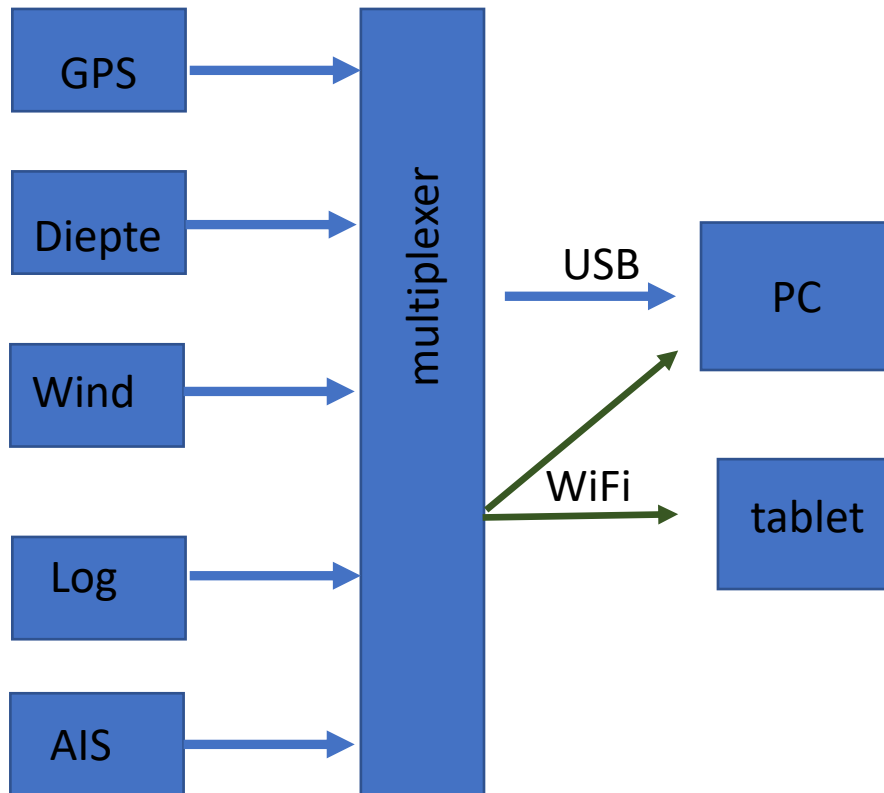 GPS
Diepte
Wind
Log
AIS
multiplexer
USB
WiFi
PC
tablet